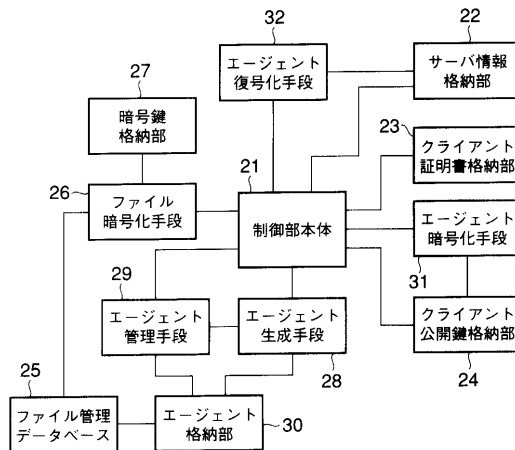 32
エージェント
復号化手段
22
サーバ情報
格納部
27
暗号鍵
格納部
23
クライアント
証明書格納部
21
制御部本体
26
ファイル
暗号化手段
エージェント
暗号化手段
31
29
エージェント
管理手段
エージェント
生成手段
28
クライアント
公開鍵格納部
24
25
ファイル管理
データベース
エージェント
格納部
30